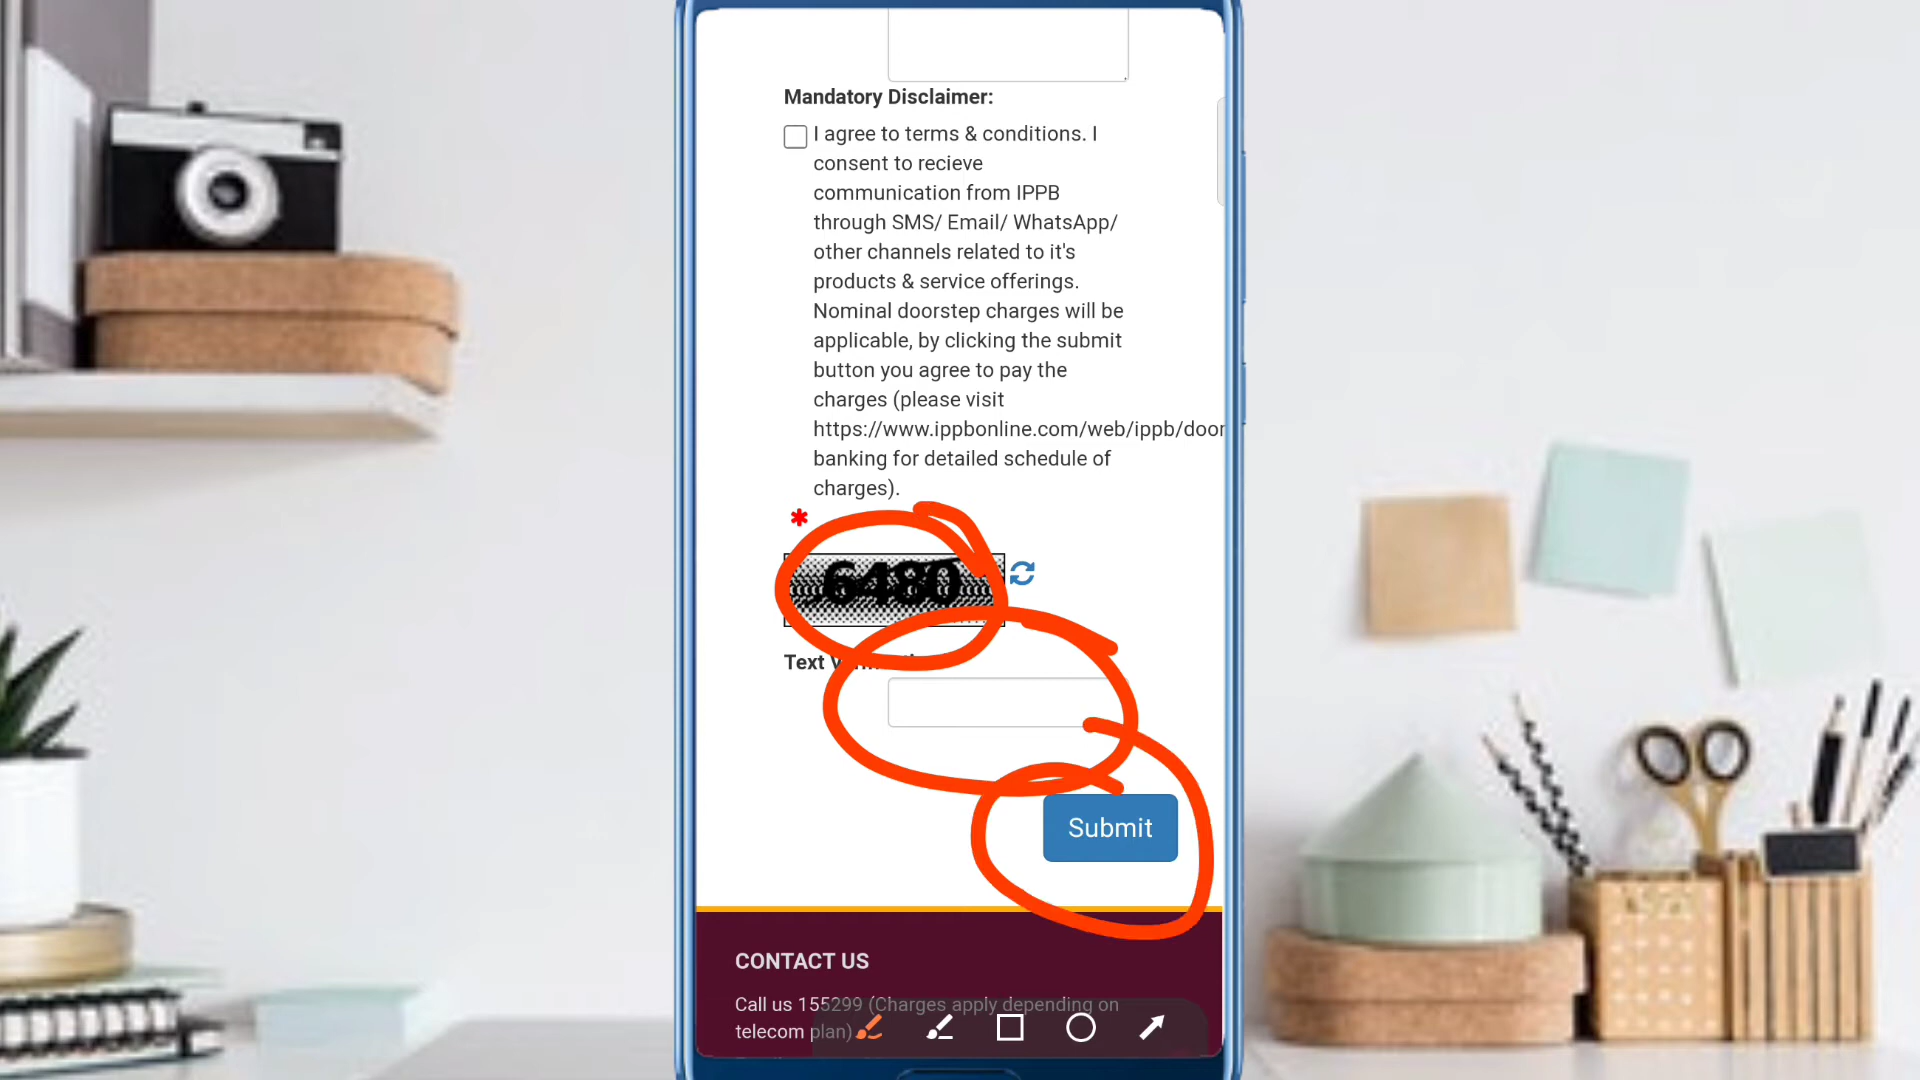 Mandatory Disclaimer:
I agree to terms & conditions. I
consent to recieve
communication from IPPB
through SMS/ Email/ WhatsApp/
other channels related to it's
products & service offerings.
Nominal doorstep charges will be
applicable, by clicking the submit
button you agree to pay the
charges (please visit
https://www.ippbonline.com/web/ippb/door
banking for detailed schedule of
charges).
*
6480
Text
Submit
CONTACT US
Call us 155299 (Charges apply depending on
telecom plan)